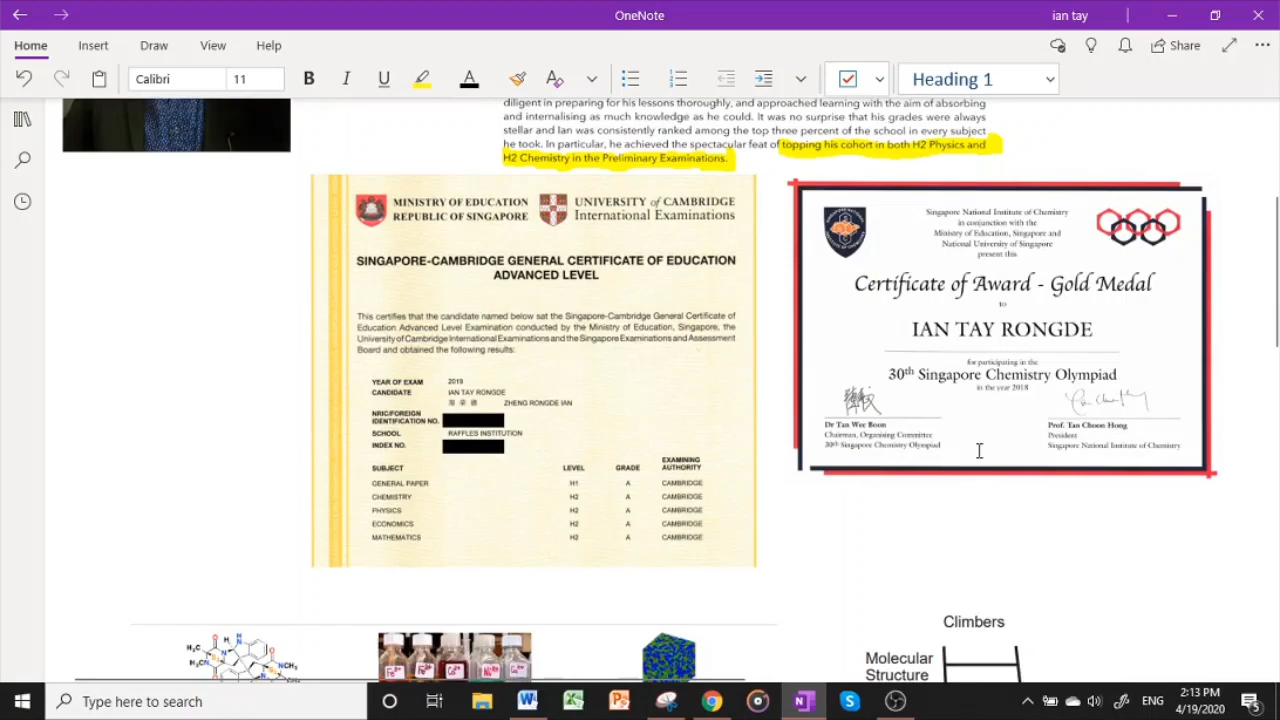 OneNote
ian tay
Home
Insert
Draw
View
Help
Share
Calibri
11
B
I
U
A
A
Heading 1
diligent in preparing for his lessons thoroughly, and approached learning with the aim of absorbing
and internalising as much knowledge as he could. It was no surprise that his grades were always
stellar and Ian was consistently ranked among the top three percent of the school in every subject
he took. In particular, he achieved the spectacular feat of topping his cohort in both H2 Physics and
H2 Chemistry in the Preliminary Examinations.
MINISTRY OF EDUCATION
REPUBLIC OF SINGAPORE
UNIVERSITY of CAMBRIDGE
International Examinations
SINGAPORE-CAMBRIDGE GENERAL CERTIFICATE OF EDUCATION
ADVANCED LEVEL
This certifies that the candidate named below sat the Singapore-Cambridge General Certificate of
Education Advanced Level Examination conducted by the Ministry of Education, Singapore, the
University of Cambridge International Examinations and the Singapore Examinations and Assessment
Board and obtained the following results:
YEAR OF EXAM 2019
CANDIDATE IAN TAY RONGDE
ZHENG RONGDE IAN
NRIC/FOREIGN
IDENTIFICATION NO.
SCHOOL RAFFLES INSTITUTION
INDEX NO.
SUBJECT LEVEL GRADE EXAMINING AUTHORITY
GENERAL PAPER H1 A CAMBRIDGE
CHEMISTRY H2 A CAMBRIDGE
PHYSICS H2 A CAMBRIDGE
ECONOMICS H2 A CAMBRIDGE
MATHEMATICS H2 A CAMBRIDGE
Singapore National Institute of Chemistry
in conjunction with the
Ministry of Education, Singapore and
National University of Singapore
present this
Certificate of Award - Gold Medal
to
IAN TAY RONGDE
for participating in the
30th Singapore Chemistry Olympiad
in the year 2018
Dr Tan Wee Boon
Chairman, Organising Committee
30th Singapore Chemistry Olympiad
Prof. Tan Choon Hong
President
Singapore National Institute of Chemistry
Climbers
Molecular
Structure
Type here to search
ENG
2:13 PM
4/19/2020
5